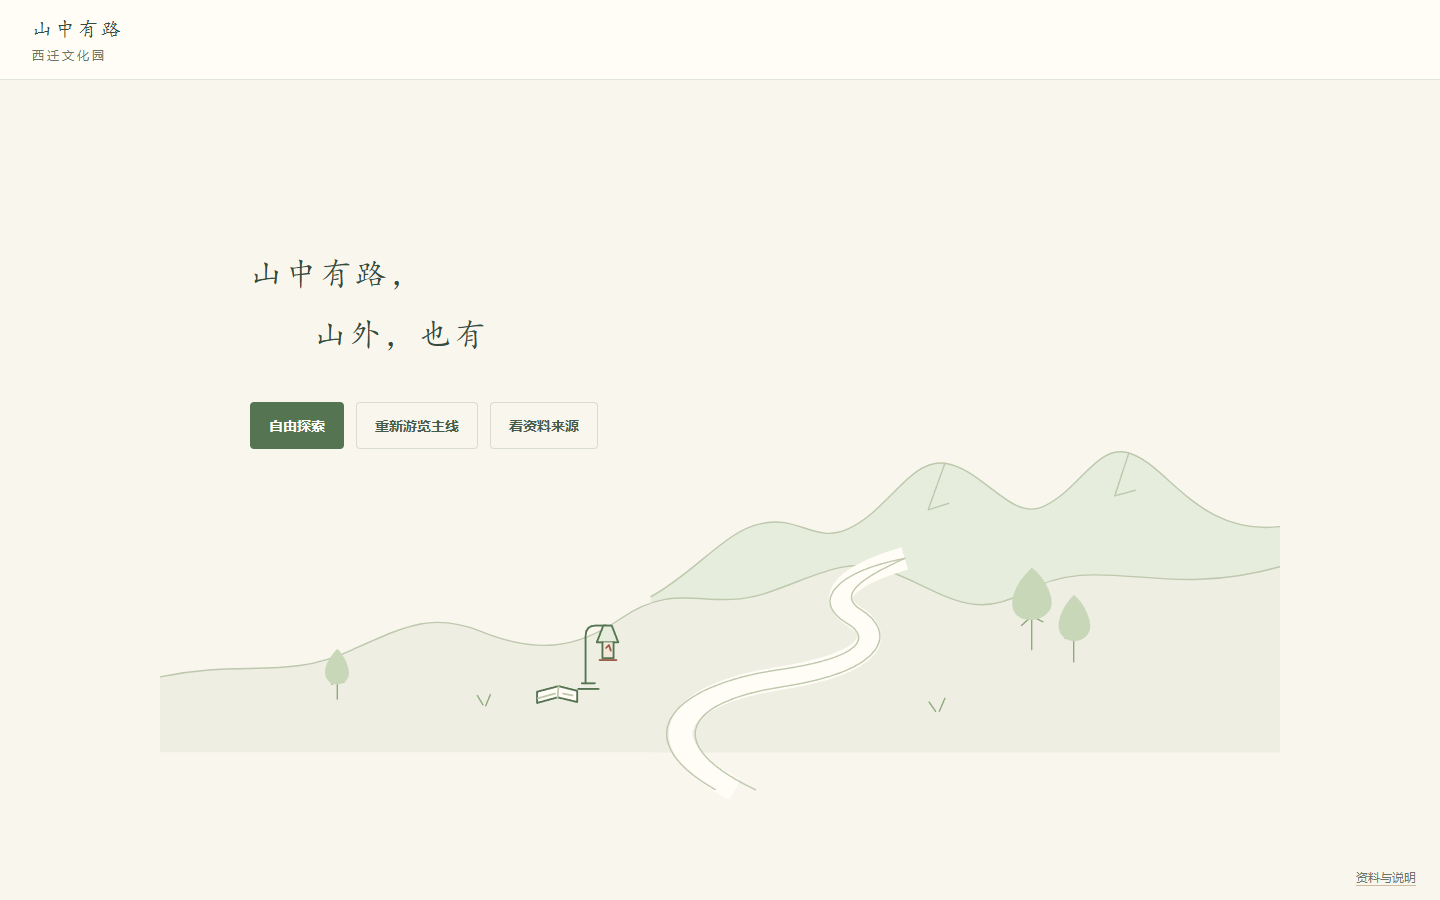 山中有路
西迁文化园
山中有路，
山外，也有
自由探索
重新游览主线
看资料来源
资料与说明